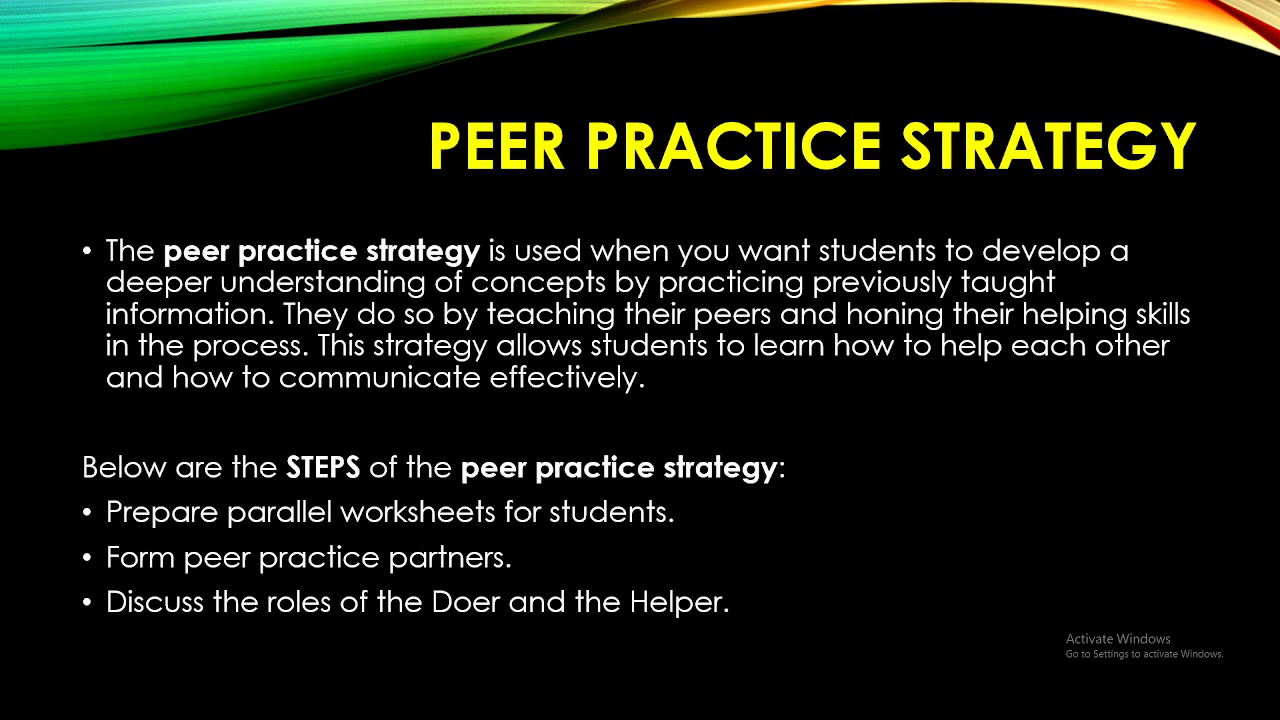 PEER PRACTICE STRATEGY
• The peer practice strategy is used when you want students to develop a
deeper understanding of concepts by practicing previously taught
information. They do so by teaching their peers and honing their helping skills
in the process. This strategy allows students to learn how to help each other
and how to communicate effectively.
Below are the STEPS of the peer practice strategy:
• Prepare parallel worksheets for students.
• Form peer practice partners.
• Discuss the roles of the Doer and the Helper.
Activate Windows
Go to Settings to activate Windows.